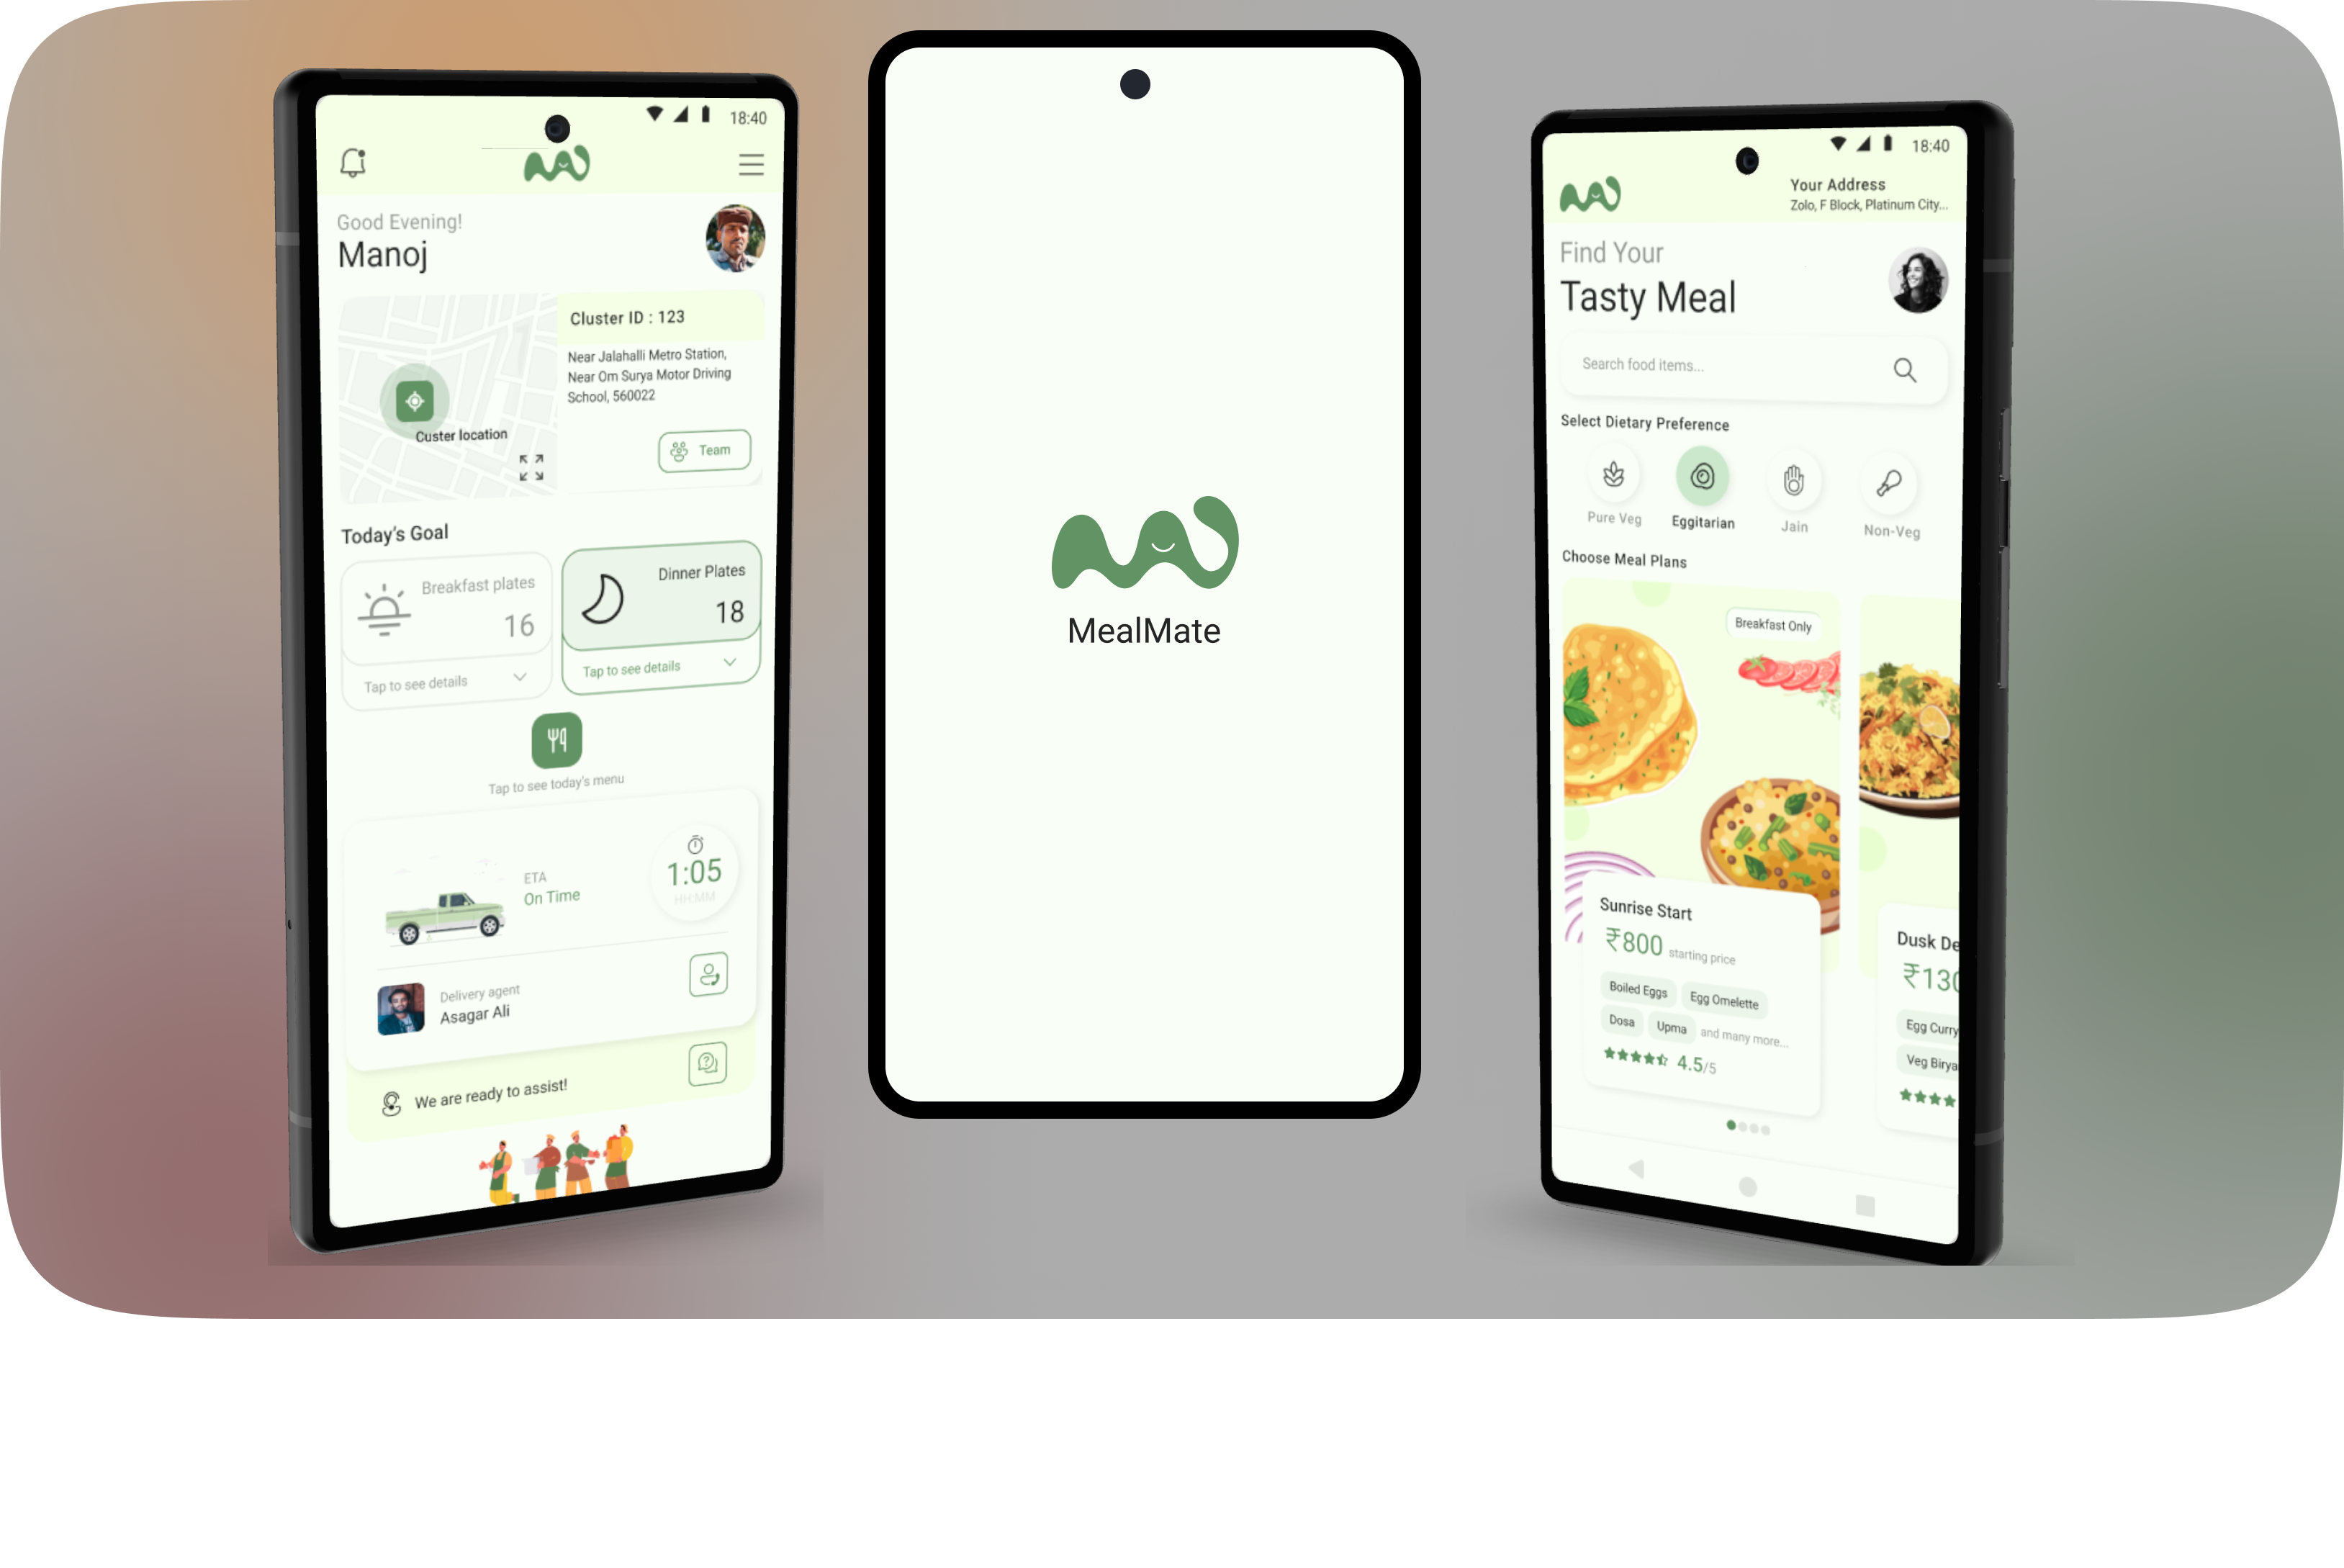 18:40
Good Evening!
Manoj
Cluster ID : 123
Near Jalahalli Metro Station,
Near Om Surya Motor Driving
School, 560022
Custer location
Team
Today's Goal
Breakfast plates
16
Tap to see details
Dinner Plates
18
Tap to see details
Tap to see today's menu
ETA
On Time
1:05
HH:MM
Delivery agent
Asagar Ali
We are ready to assist!
MealMate
18:40
Your Address
Zolo, F Block, Platinum City...
Find Your
Tasty Meal
Search food items...
Select Dietary Preference
Pure Veg
Eggitarian
Jain
Non-Veg
Choose Meal Plans
Breakfast Only
Sunrise Start
₹800 starting price
Boiled Eggs
Egg Omelette
Dosa
Upma
and many more...
4.5/5
Dusk De
₹130
Egg Curry
Veg Birya